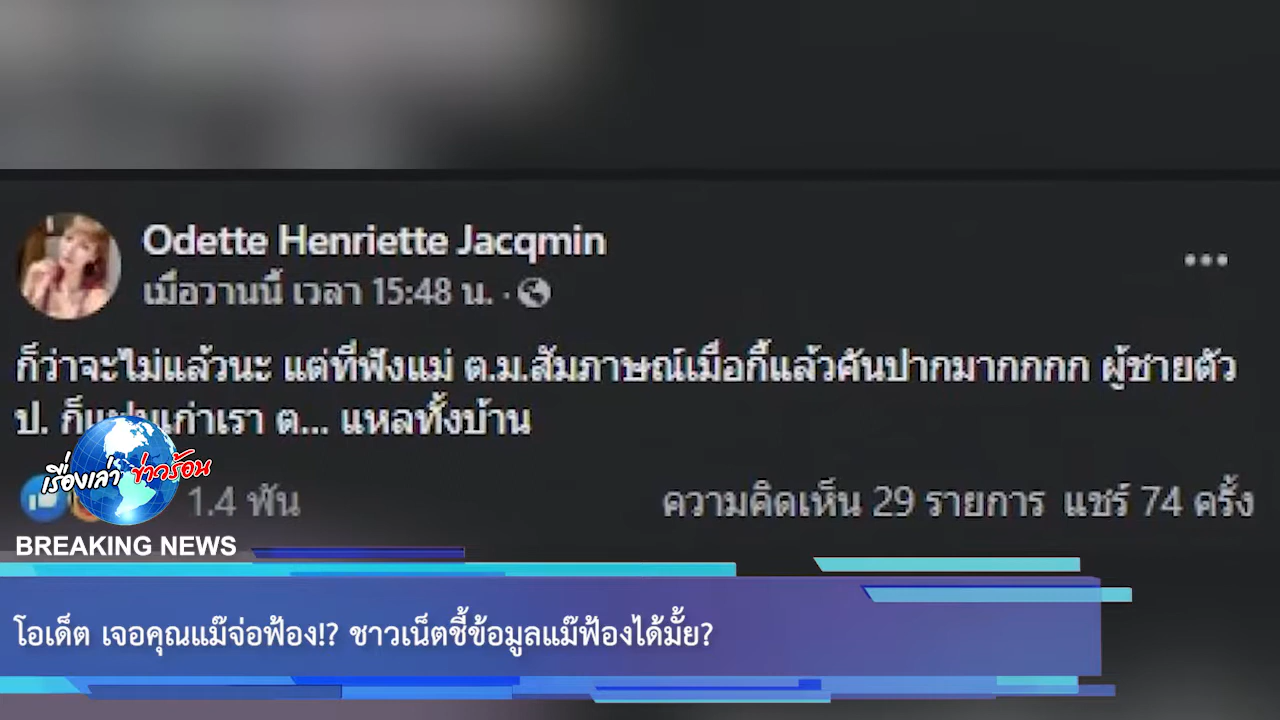 Odette Henriette Jacqmin
เมื่อวานนี้ เวลา 15:48 น. ·
ก็ว่าจะไม่แล้วนะ แต่ที่ฟังแม่ ต.ม.สัมภาษณ์เมื่อกี้แล้วคันปากมากกกก ผู้ชายตัว
ป. ก็แฟนเก่าเรา ต... แหลทั้งบ้าน
1.4 พัน
ความคิดเห็น 29 รายการ แชร์ 74 ครั้ง
เรื่องเล่า ข่าวร้อน
BREAKING NEWS
โอเด็ต เจอคุณแม๊จ่อฟ้อง!? ชาวเน็ตชี้ข้อมูลแม๊ฟ้องได้มั้ย?